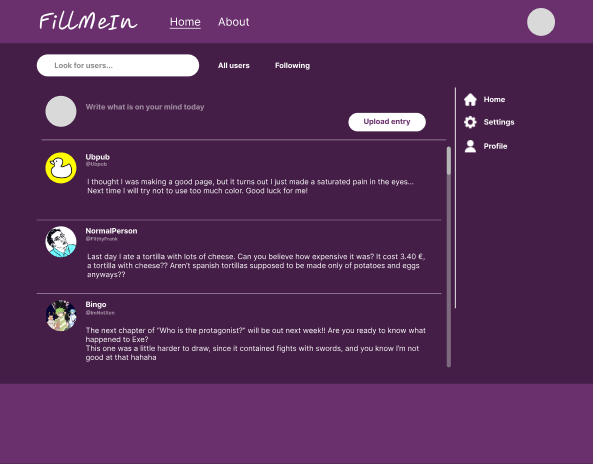 FillMeIn
Home
About
Look for users...
All users
Following
Write what is on your mind today
Upload entry
Home
Settings
Profile
Ubpub
@Ubpub
I thought I was making a good page, but it turns out I just made a saturated pain in the eyes...
Next time I will try not to use too much color. Good luck for me!
NormalPerson
@FilthyFrank
Last day I ate a tortilla with lots of cheese. Can you believe how expensive it was? It cost 3.40 €,
a tortilla with cheese?? Aren't spanish tortillas supposed to be made only of potatoes and eggs
anyways??
Bingo
@ImNotXen
The next chapter of "Who is the protagonist?" will be out next week!! Are you ready to know what
happened to Exe?
This one was a little harder to draw, since it contained fights with swords, and you know I'm not
good at that hahaha